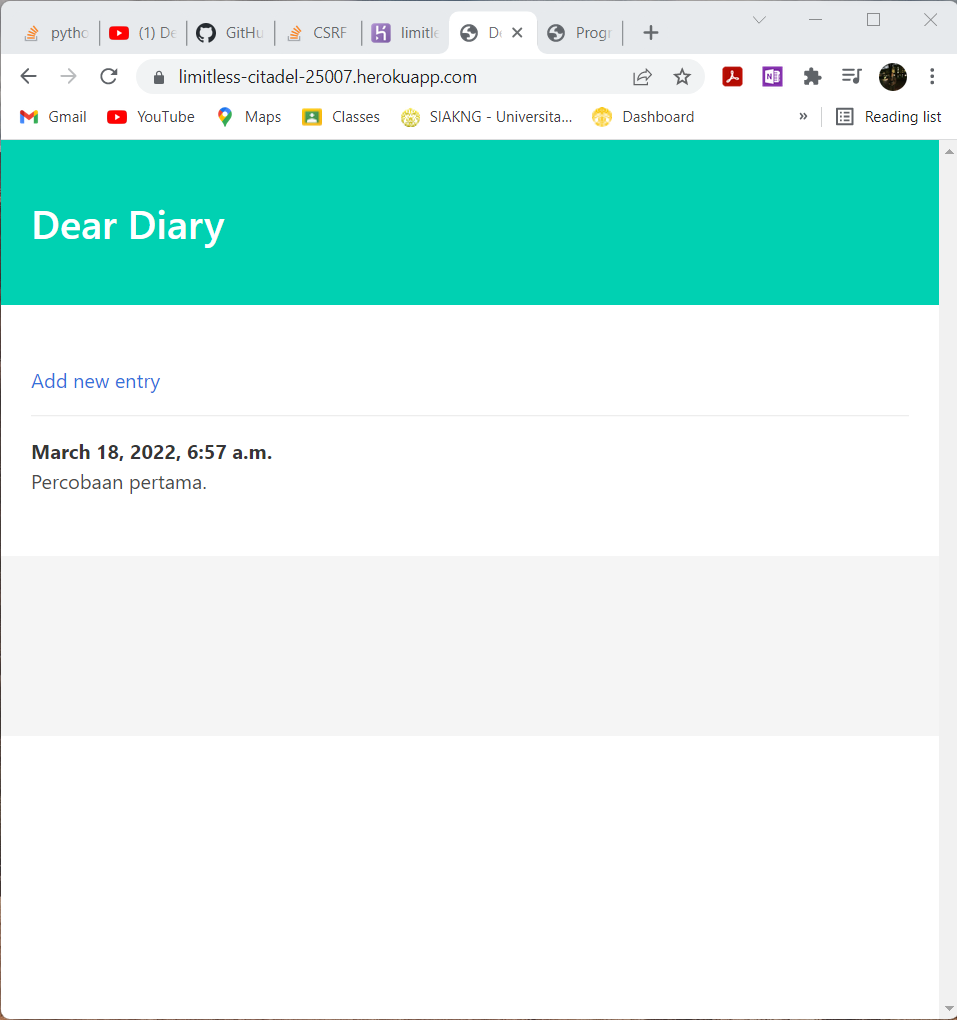 pytho (1) De GitHu CSRF limitle De Progr
limitless-citadel-25007.herokuapp.com
Gmail YouTube Maps Classes SIAKNG - Universita... Dashboard » Reading list
Dear Diary
Add new entry
March 18, 2022, 6:57 a.m.
Percobaan pertama.